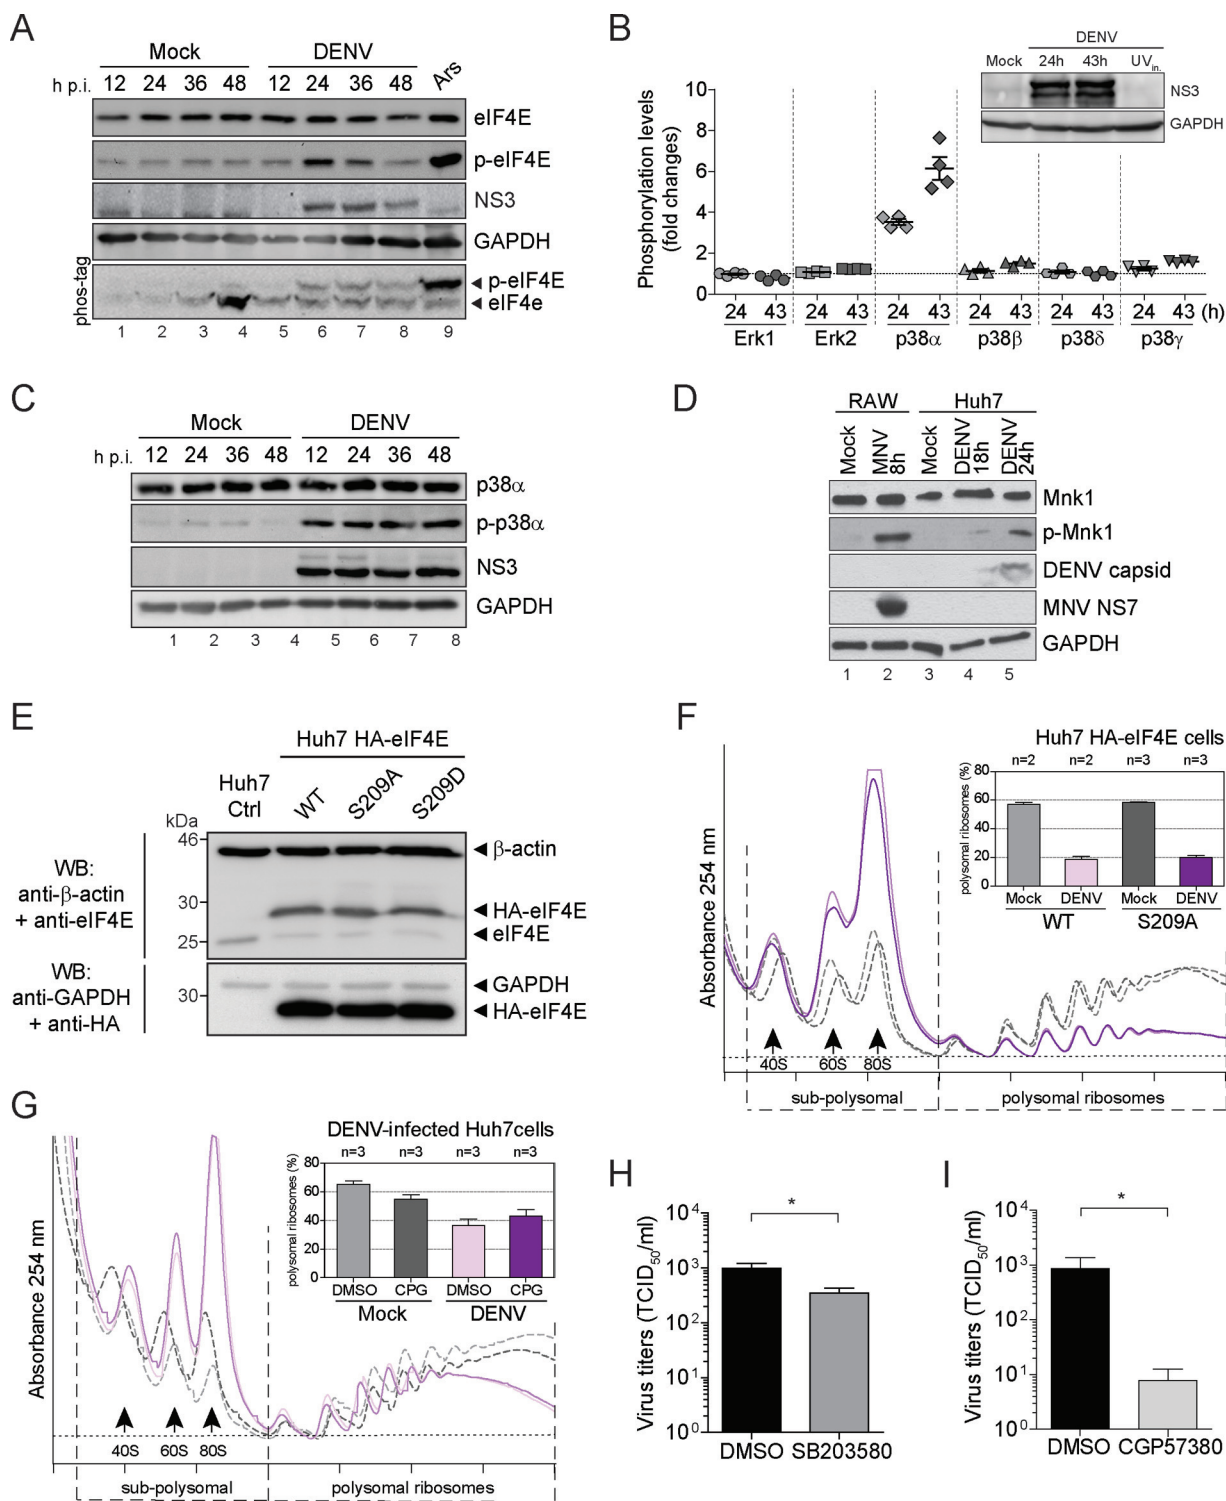 A
Mock DENV
h p.i. 12 24 36 48 12 24 36 48 Ars
eIF4E
p-eIF4E
NS3
GAPDH
phos-tag
p-eIF4E
eIF4e
1 2 3 4 5 6 7 8 9
B
DENV
Mock 24h 43h UVin.
NS3
GAPDH
Phosphorylation levels
(fold changes)
10
8
6
4
2
0
24 43 24 43 24 43 24 43 24 43 24 43 (h)
Erk1 Erk2 p38α p38β p38δ p38γ
C
Mock DENV
h p.i. 12 24 36 48 12 24 36 48
p38α
p-p38α
NS3
GAPDH
1 2 3 4 5 6 7 8
D
RAW Huh7
Mock
MNV 8h
Mock
DENV 18h
DENV 24h
Mnk1
p-Mnk1
DENV capsid
MNV NS7
GAPDH
1 2 3 4 5
E
Huh7 HA-eIF4E
Huh7
Ctrl
WT S209A S209D
kDa
46
30
25
30
WB:
anti-β-actin
+ anti-eIF4E
β-actin
HA-eIF4E
eIF4E
WB:
anti-GAPDH
+ anti-HA
GAPDH
HA-eIF4E
F
Huh7 HA-eIF4E cells
n=2 n=2 n=3 n=3
polysomal ribosomes (%)
80
60
40
20
0
Mock DENV Mock DENV
WT S209A
Absorbance 254 nm
40S 60S 80S
sub-polysomal polysomal ribosomes
G
DENV-infected Huh7cells
n=3 n=3 n=3 n=3
polysomal ribosomes (%)
80
60
40
20
0
DMSO CPG DMSO CPG
Mock DENV
Absorbance 254 nm
40S 60S 80S
sub-polysomal polysomal ribosomes
H
*
Virus titers (TCID50/ml)
10^4
10^3
10^2
10^1
10^0
DMSO SB203580
I
*
Virus titers (TCID50/ml)
10^4
10^3
10^2
10^1
10^0
DMSO CGP57380